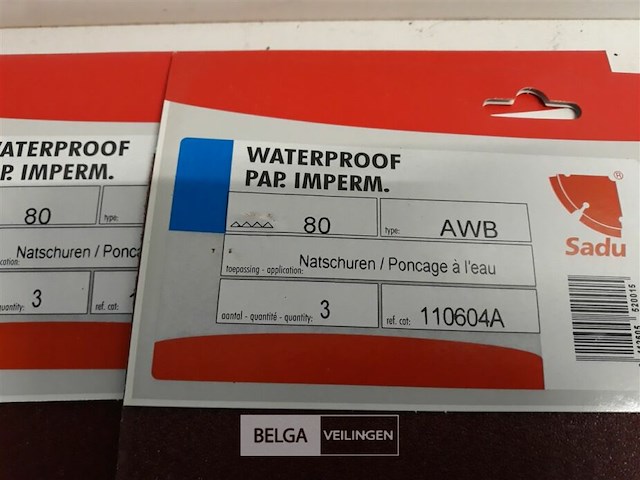 WATERPROOF
PAP. IMPERM.
80
type:
Natschuren / Ponca
quantity: 3
ref. cat:
WATERPROOF
PAP. IMPERM.
80
type: AWB
toepassing - application: Natschuren / Poncage à l'eau
aantal - quantité - quantity: 3
ref. cat: 110604A
®
Sadu
BELGA VEILINGEN